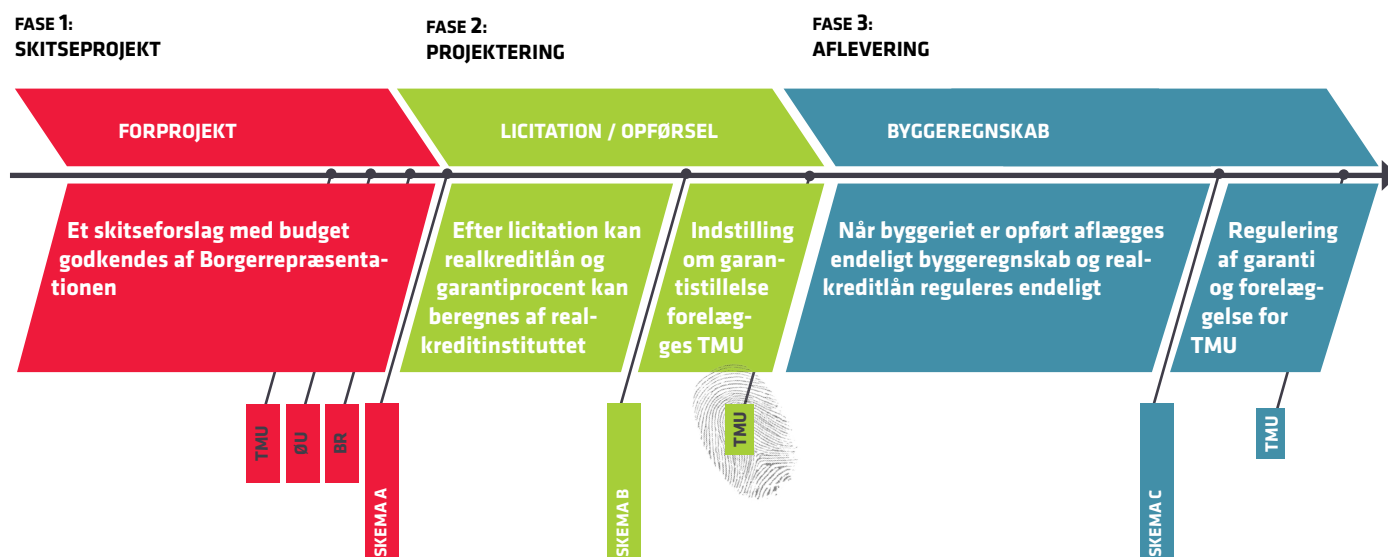 FASE 1:
SKITSEPROJEKT
FASE 2:
PROJEKTERING
FASE 3:
AFLEVERING
FORPROJEKT
LICITATION / OPFØRSEL
BYGGEREGNSKAB
Et skitseforslag med budget
godkendes af Borgerrepræsenta-
tionen
Efter licitation kan
realkreditlån og
garantiprocent kan
beregnes af real-
kreditinstituttet
Indstilling
om garan-
tistillelse
forelæg-
ges TMU
Når byggeriet er opført aflægges
endeligt byggeregnskab og real-
kreditlån reguleres endeligt
Regulering
af garanti
og forelæg-
gelse for
TMU
TMU
ØU
BR
SKEMA A
SKEMA B
TMU
SKEMA C
TMU